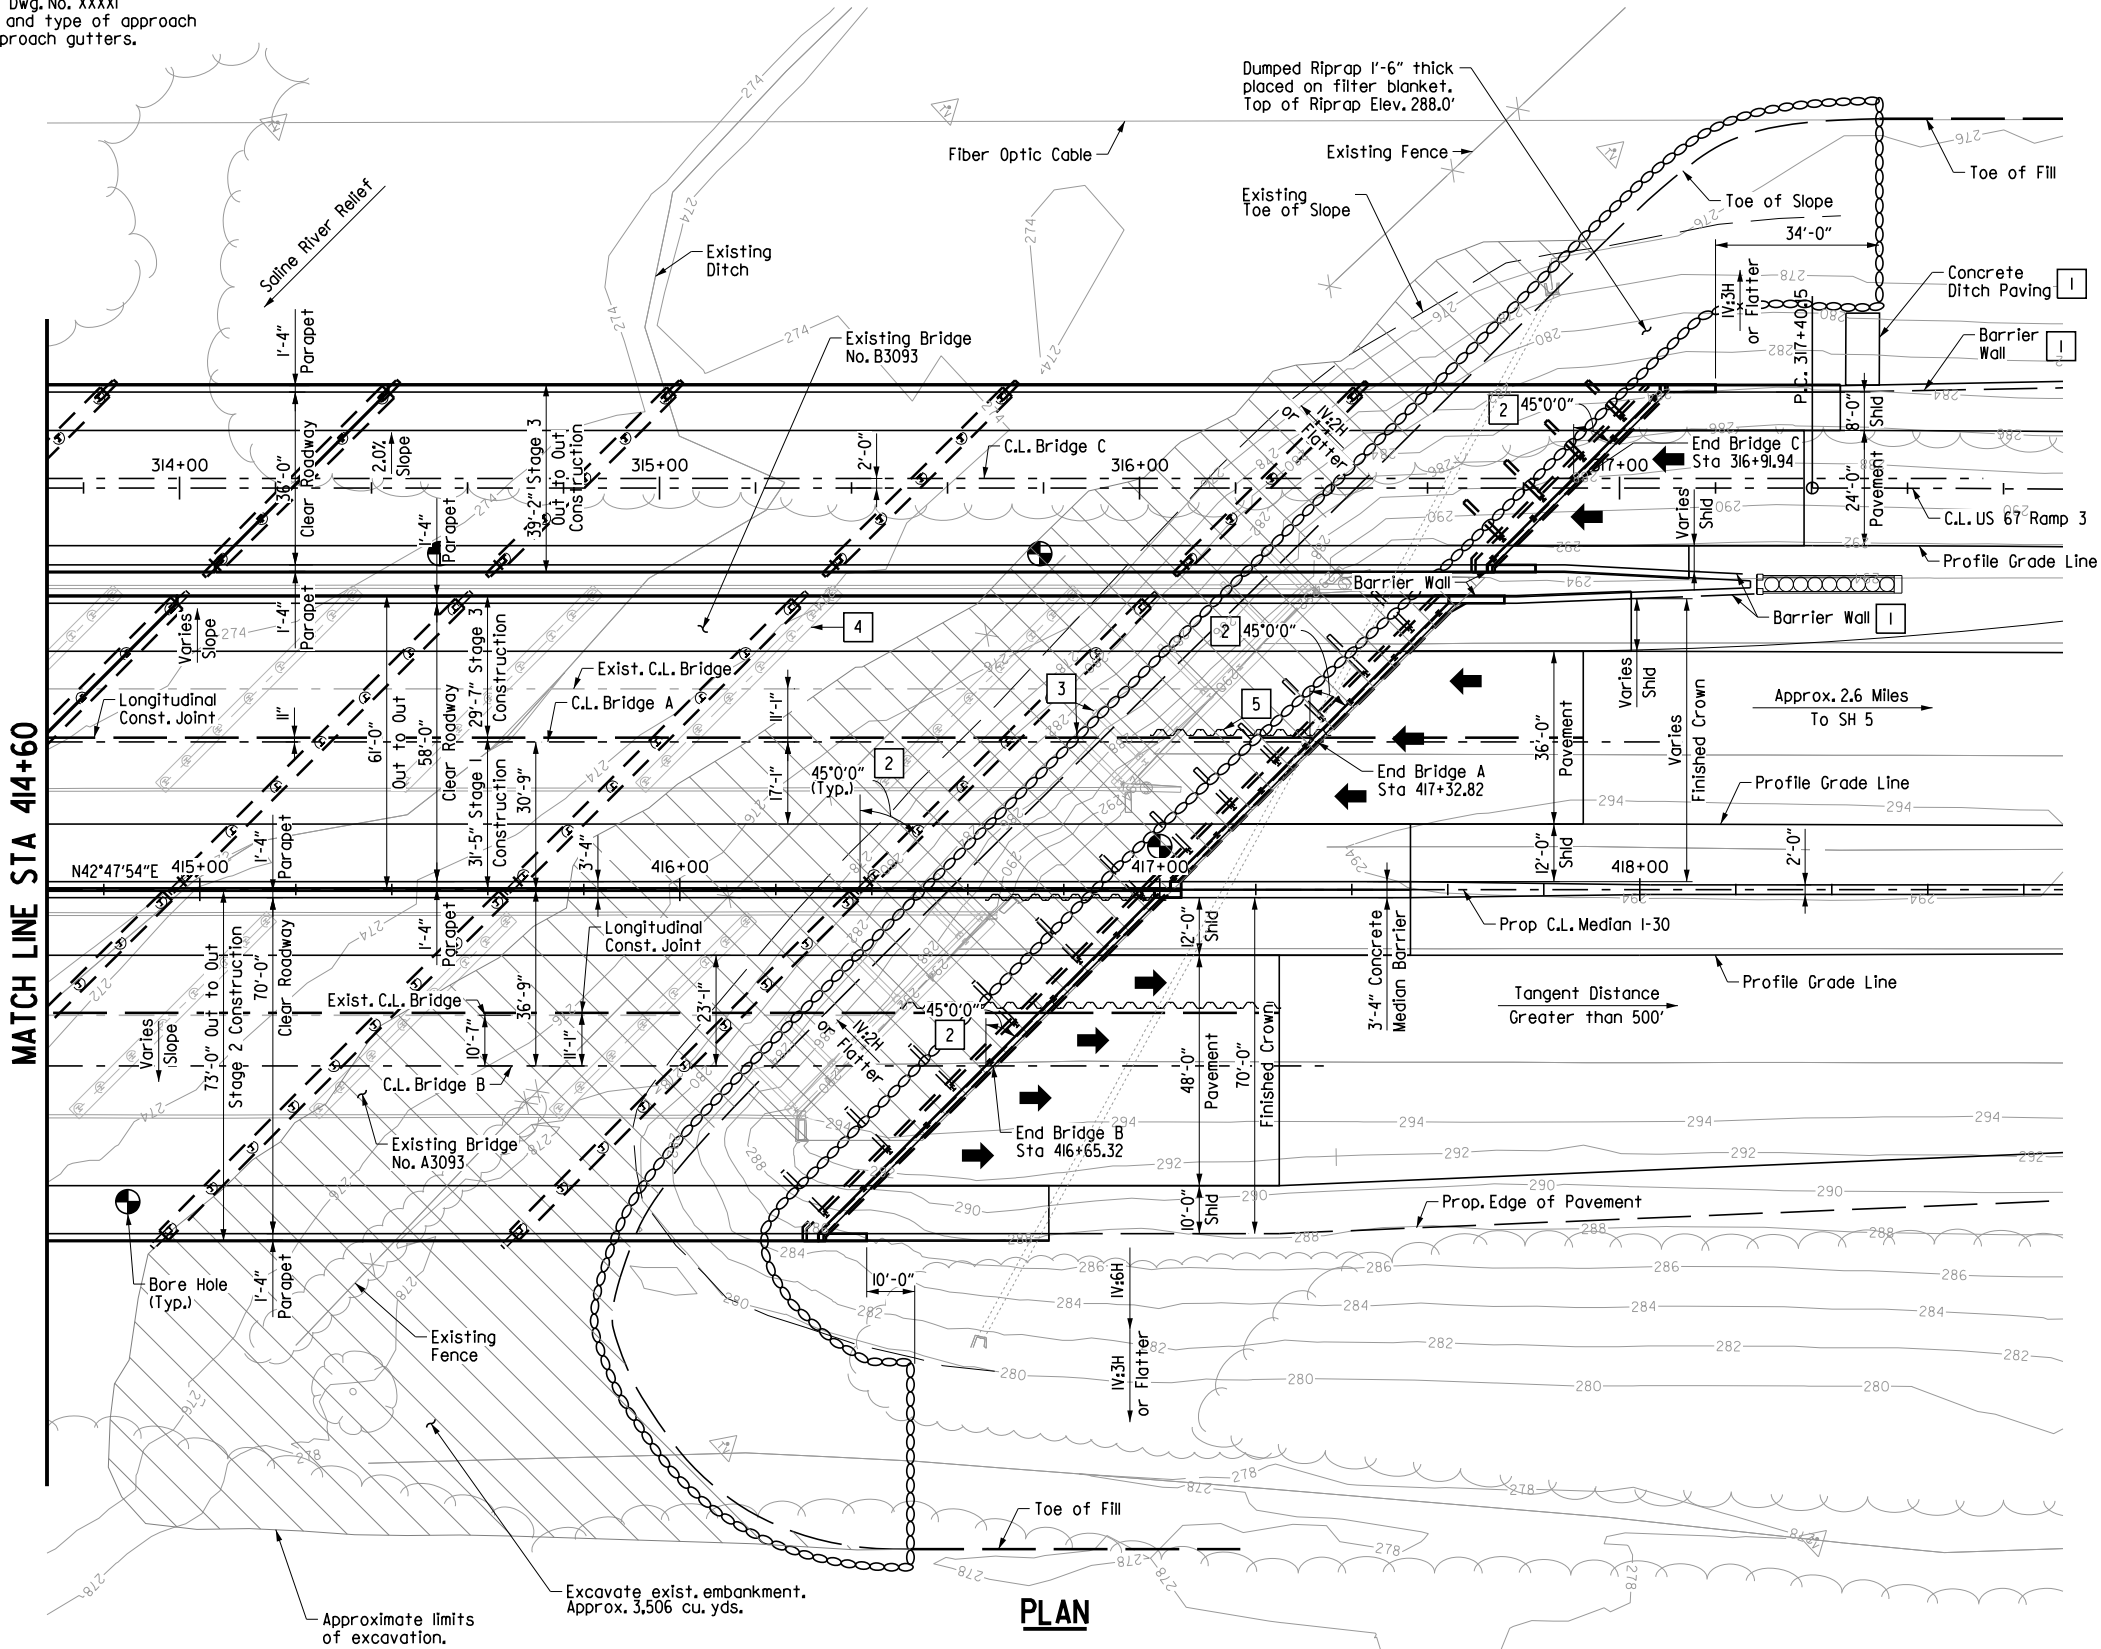 Dwg. No. XXXXI
and type of approach
proach gutters.
Dumped Riprap 1'-6" thick
placed on filter blanket.
Top of Riprap Elev. 288.0'
Fiber Optic Cable
Existing Fence
Toe of Fill
Existing
Toe of Slope
Toe of Slope
34'-0"
Saline River Relief
Existing
Ditch
Concrete
Ditch Paving
1
1V:3H
or Flatter
P.C. 317+40.05
Barrier
Wall
1
1'-4"
Parapet
Existing Bridge
No. B3093
36'-0"
Clear Roadway
2.0%
Slope
39'-2" Stage 3
Out to Out
Construction
2'-0"
C.L. Bridge C
1V:2H
or Flatter
2
45°0'0"
End Bridge C
Sta 316+91.94
8'-0"
Shld
24'-0"
Pavement
314+00
315+00
316+00
317+00
Varies
Shld
C.L. US 67 Ramp 3
Profile Grade Line
1'-4"
Parapet
1'-4"
Parapet
Barrier Wall
Barrier Wall
1
Varies
Slope
4
2
45°0'0"
Exist. C.L. Bridge
C.L. Bridge A
Longitudinal
Const. Joint
11"
61'-0"
Out to Out
58'-0"
Clear Roadway
29'-7" Stage 3
Construction
31'-5" Stage 1
Construction
30'-9"
11'-1"
17'-1"
3
5
45°0'0"
(Typ.)
2
Varies
Shld
Varies
Finished Crown
36'-0"
Pavement
Approx. 2.6 Miles
To SH 5
End Bridge A
Sta 417+32.82
Profile Grade Line
12'-0"
Shld
2'-0"
MATCH LINE STA 414+60
N42°47'54"E
415+00
416+00
417+00
418+00
1'-4"
Parapet
3'-4"
1'-4"
Parapet
Longitudinal
Const. Joint
12'-0"
Shld
3'-4" Concrete
Median Barrier
Prop C.L. Median I-30
Profile Grade Line
73'-0" Out to Out
Stage 2 Construction
70'-0"
Clear Roadway
Varies
Slope
Exist. C.L. Bridge
10'-7"
36'-9"
11'-1"
23'-1"
C.L. Bridge B
45°0'0"
2
1V:2H
or Flatter
Tangent Distance
Greater than 500'
48'-0"
Pavement
70'-0"
Finished Crown
End Bridge B
Sta 416+65.32
Existing Bridge
No. A3093
10'-0"
Shld
Prop. Edge of Pavement
Bore Hole
(Typ.)
1'-4"
Parapet
10'-0"
1V:6H
1V:3H
or Flatter
Existing
Fence
Toe of Fill
Excavate exist. embankment.
Approx. 3,506 cu. yds.
Approximate limits
of excavation.
PLAN